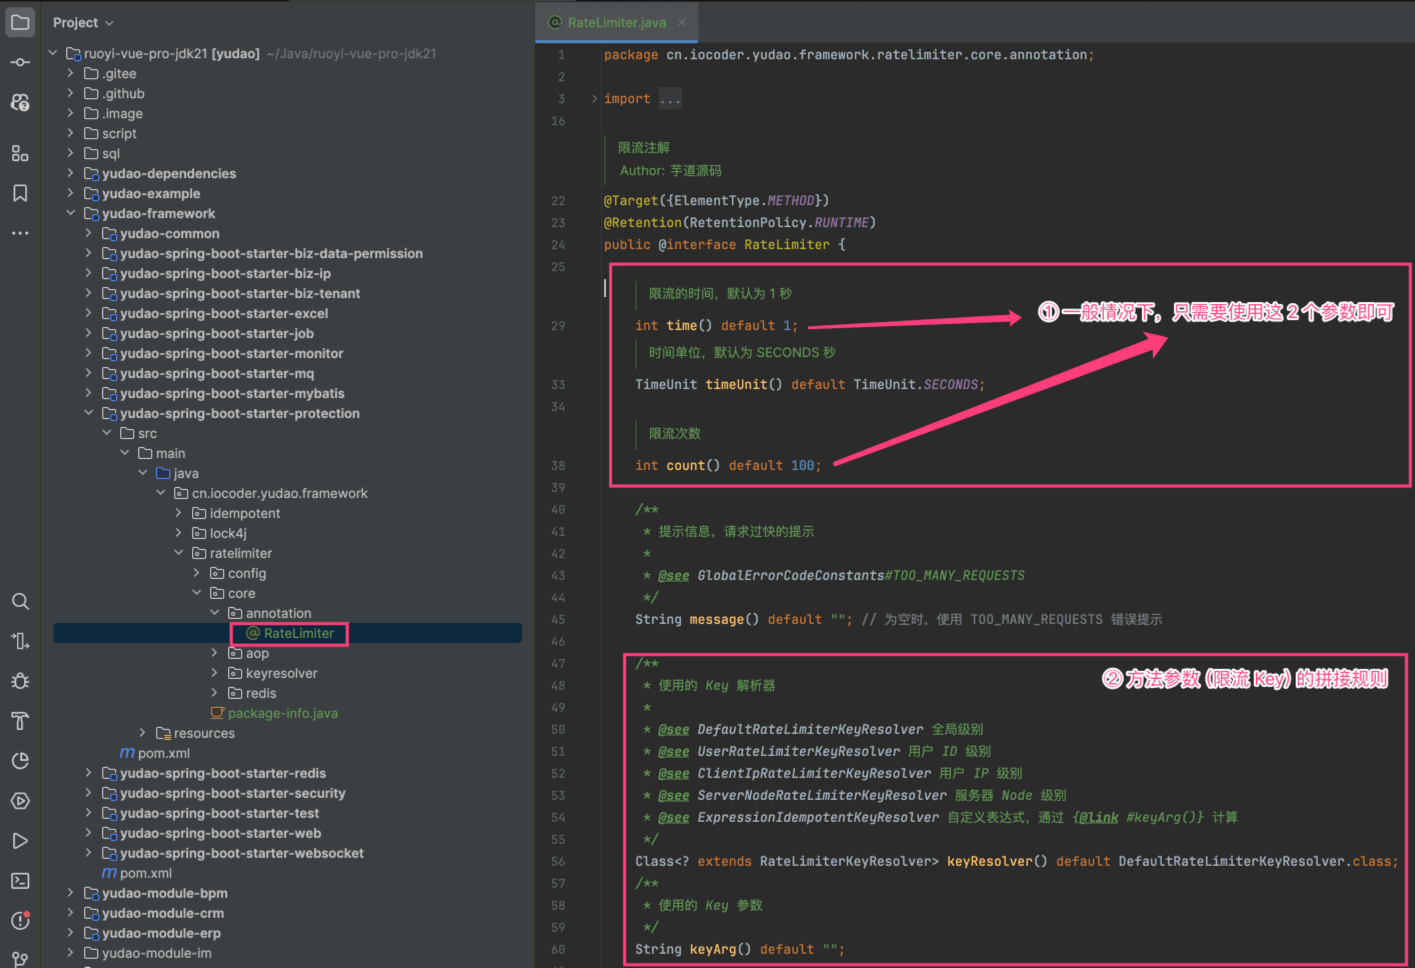 Project
ruoyi-vue-pro-jdk21 [yudao] ~/Java/ruoyi-vue-pro-jdk21
.gitee
.github
.image
script
sql
yudao-dependencies
yudao-example
yudao-framework
yudao-common
yudao-spring-boot-starter-biz-data-permission
yudao-spring-boot-starter-biz-ip
yudao-spring-boot-starter-biz-tenant
yudao-spring-boot-starter-excel
yudao-spring-boot-starter-job
yudao-spring-boot-starter-monitor
yudao-spring-boot-starter-mq
yudao-spring-boot-starter-mybatis
yudao-spring-boot-starter-protection
src
main
java
cn.iocoder.yudao.framework
idempotent
lock4j
ratelimiter
config
core
annotation
RateLimiter
aop
keyresolver
redis
package-info.java
resources
pom.xml
yudao-spring-boot-starter-redis
yudao-spring-boot-starter-security
yudao-spring-boot-starter-test
yudao-spring-boot-starter-web
yudao-spring-boot-starter-websocket
pom.xml
yudao-module-bpm
yudao-module-crm
yudao-module-erp
yudao-module-im
RateLimiter.java
1 package cn.iocoder.yudao.framework.ratelimiter.core.annotation;
2
3 import ...
16
限流注解
Author: 芋道源码
22 @Target({ElementType.METHOD})
23 @Retention(RetentionPolicy.RUNTIME)
24 public @interface RateLimiter {
25
限流的时间，默认为 1 秒
① 一般情况下，只需要使用这 2 个参数即可
29 int time() default 1;
时间单位，默认为 SECONDS 秒
33 TimeUnit timeUnit() default TimeUnit.SECONDS;
34
限流次数
38 int count() default 100;
39
40 /**
41 * 提示信息，请求过快的提示
42 *
43 * @see GlobalErrorCodeConstants#TOO_MANY_REQUESTS
44 */
45 String message() default ""; // 为空时，使用 TOO_MANY_REQUESTS 错误提示
46
47 /**
② 方法参数 (限流 Key) 的拼接规则
48 * 使用的 Key 解析器
49 *
50 * @see DefaultRateLimiterKeyResolver 全局级别
51 * @see UserRateLimiterKeyResolver 用户 ID 级别
52 * @see ClientIpRateLimiterKeyResolver 用户 IP 级别
53 * @see ServerNodeRateLimiterKeyResolver 服务器 Node 级别
54 * @see ExpressionIdempotentKeyResolver 自定义表达式，通过 {@link #keyArg()} 计算
55 */
56 Class<? extends RateLimiterKeyResolver> keyResolver() default DefaultRateLimiterKeyResolver.class;
57 /**
58 * 使用的 Key 参数
59 */
60 String keyArg() default "";